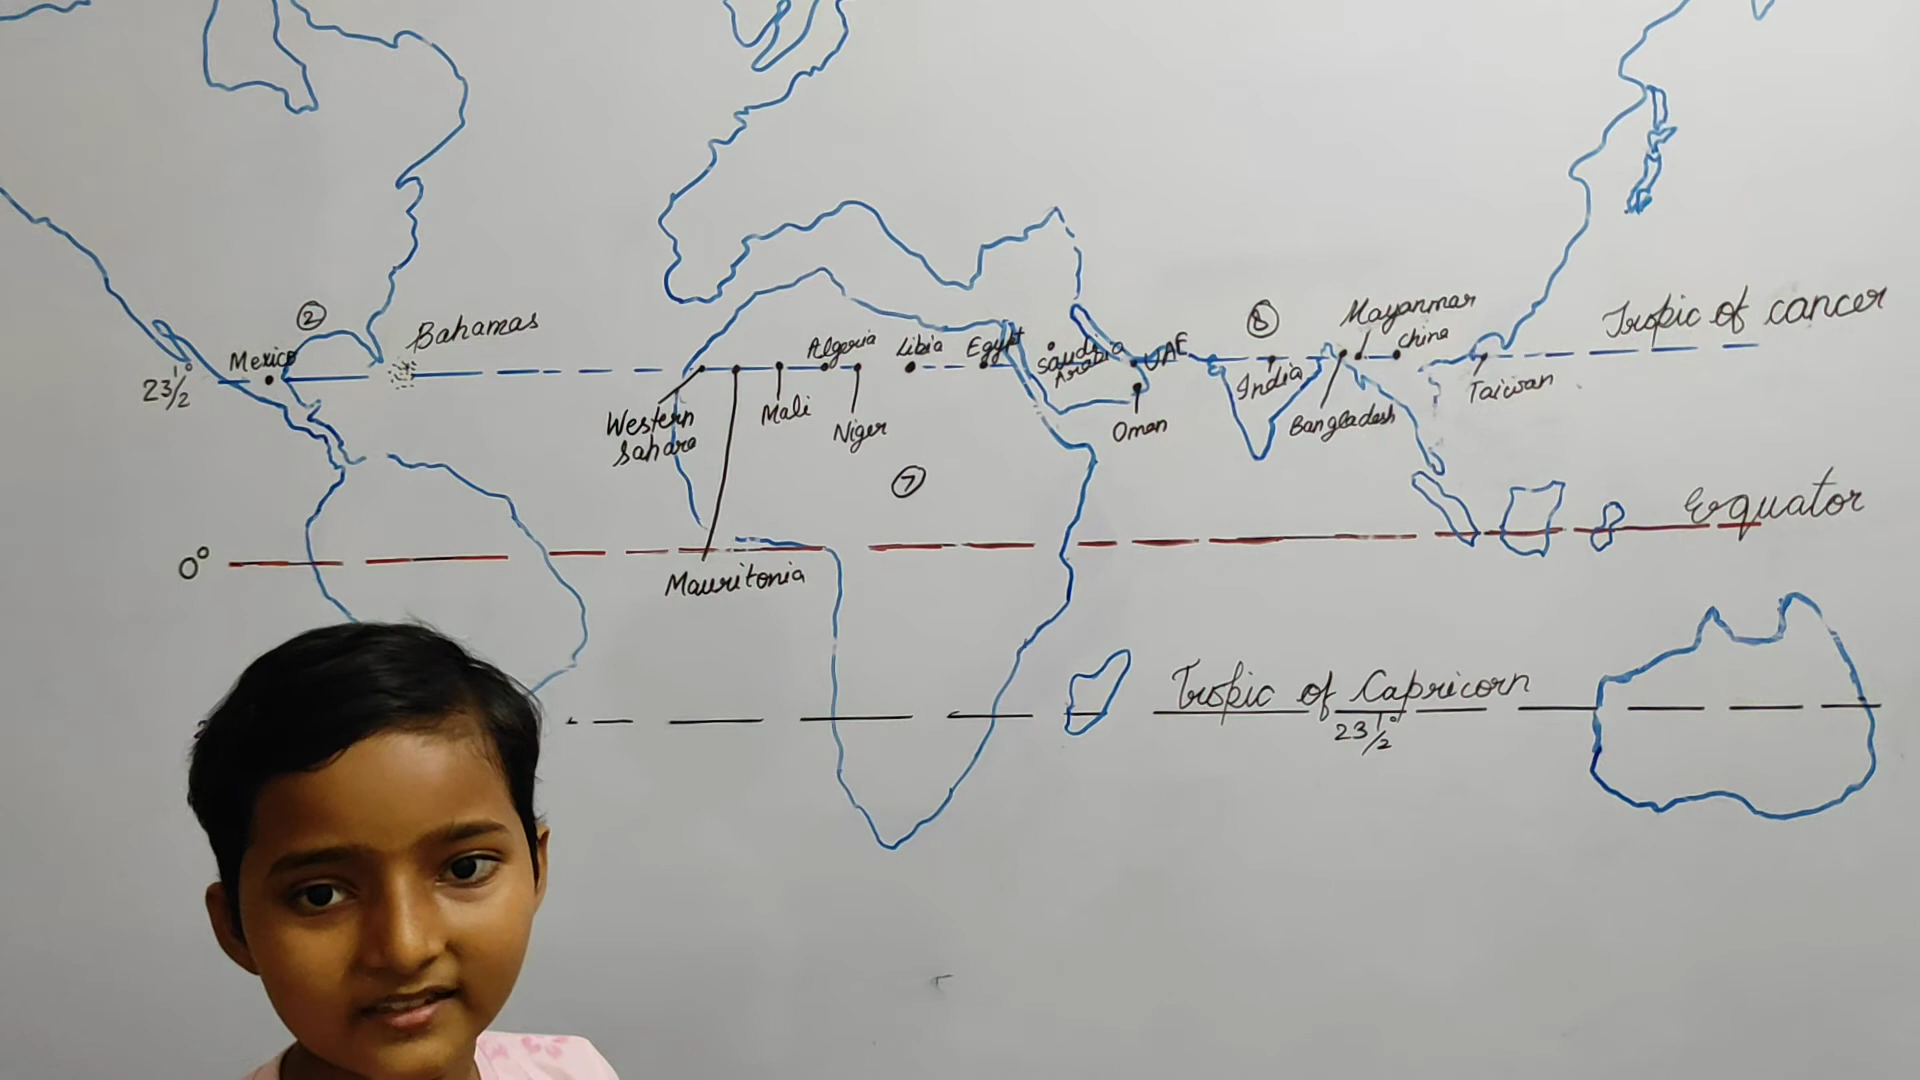 Bahamas
②
Mexico
23½°
Western
Sahara
Mauritonia
Mali
Algeria
Niger
Libia
Egypt
⑦
Saudi
Arabia
UAE
Oman
⑧
India
Bangladesh
Mayanmar
China
Taiwan
Tropic of cancer
0°
Equator
Tropic of Capricorn
23½°